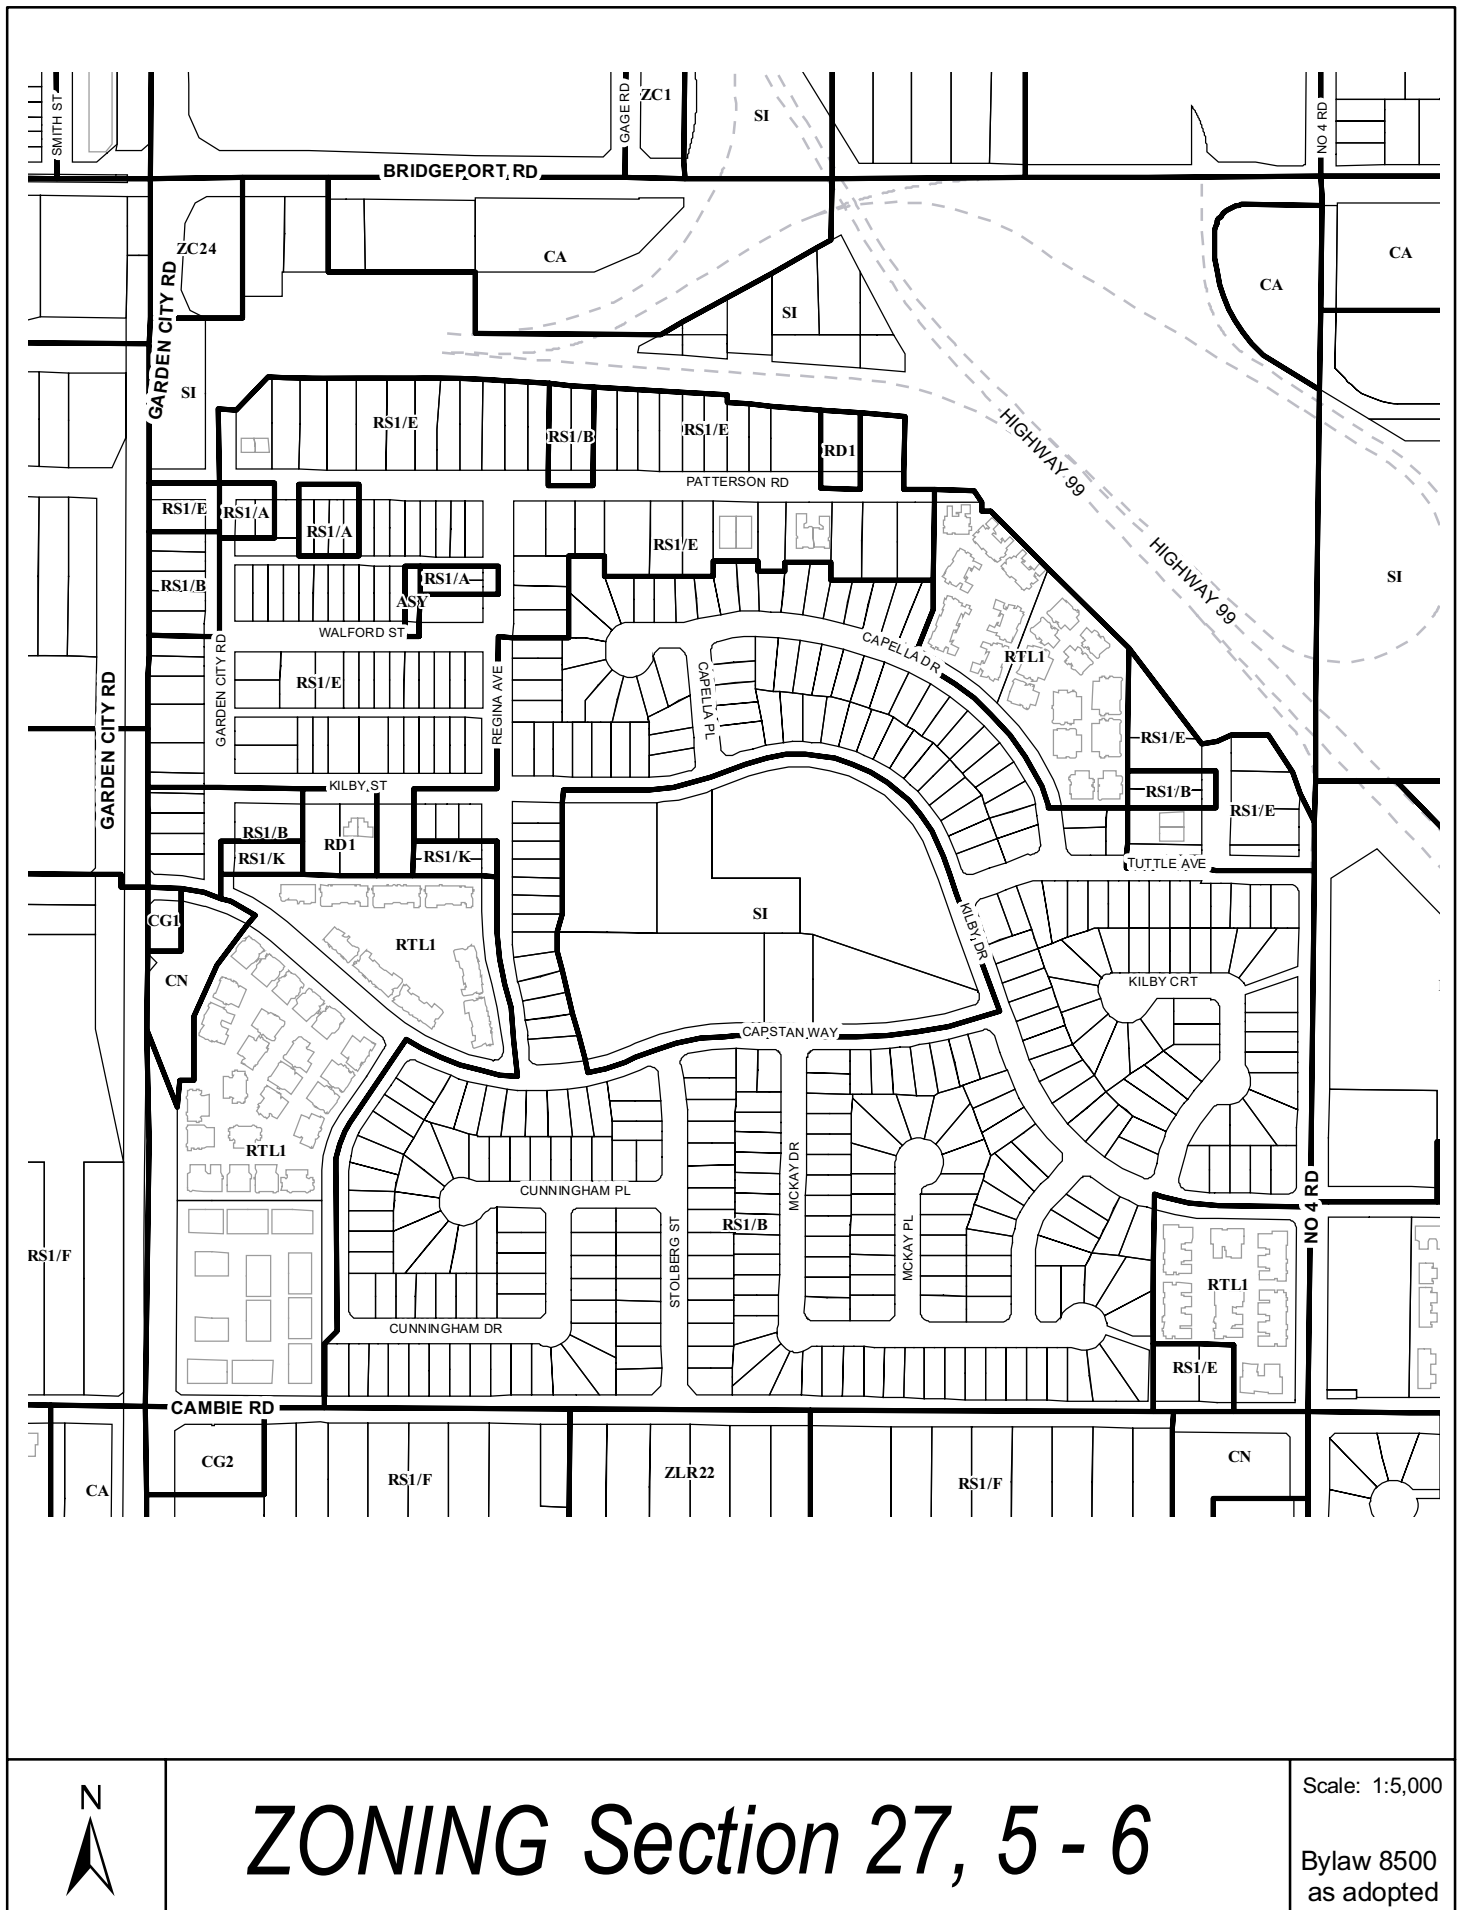 SMITH ST
GAGE RD
ZC1
SI
NO 4 RD
BRIDGEPORT RD
ZC24
CA
CA
CA
GARDEN CITY RD
SI
SI
RS1/E
RS1/B
RS1/E
RD1
HIGHWAY 99
PATTERSON RD
RS1/E
RS1/A
RS1/A
RS1/E
HIGHWAY 99
SI
RS1/B
RS1/A
ASY
WALFORD ST
CAPELLA DR
RTL1
GARDEN CITY RD
RS1/E
REGINA AVE
CAPELLA PL
GARDEN CITY RD
RS1/E
KILBY ST
RS1/B
RS1/E
RS1/B
RD1
RS1/K
RS1/K
TUTTLE AVE
CG1
SI
KILBY DR
RTL1
CN
KILBY CRT
CAPSTAN WAY
RTL1
MCKAY DR
CUNNINGHAM PL
NO 4 RD
RS1/B
STOLBERG ST
MCKAY PL
RS1/F
RTL1
CUNNINGHAM DR
RS1/E
CAMBIE RD
CG2
CA
RS1/F
ZLR22
RS1/F
CN
N
ZONING Section 27, 5 - 6
Scale: 1:5,000
Bylaw 8500
as adopted